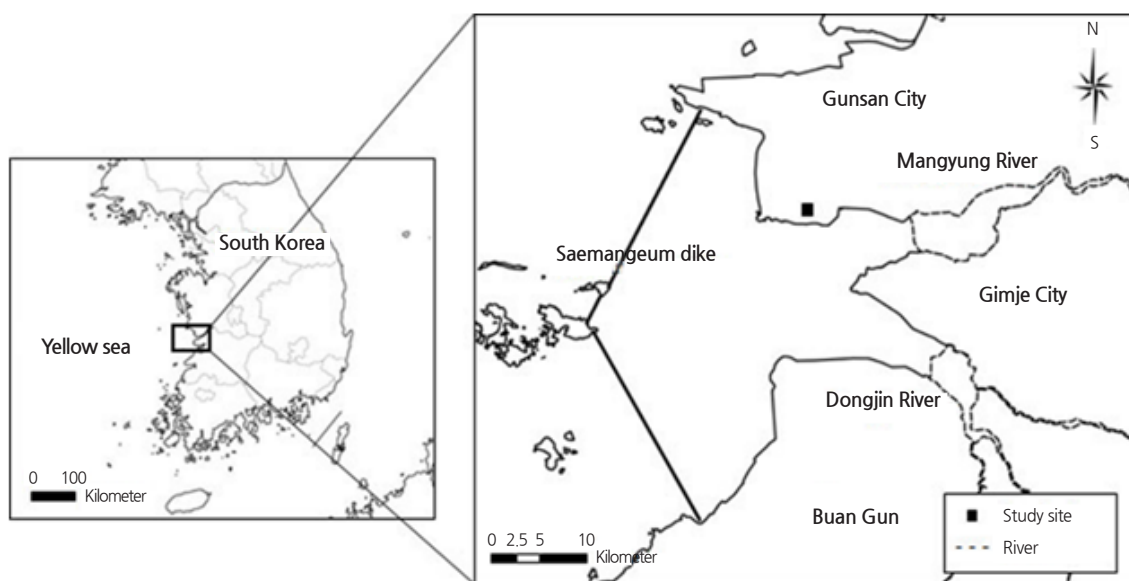 South Korea
Yellow sea
0 100
Kilometer
N
S
Gunsan City
Mangyung River
Saemangeum dike
Gimje City
Dongjin River
Buan Gun
0 2,5 5 10
Kilometer
Study site
River